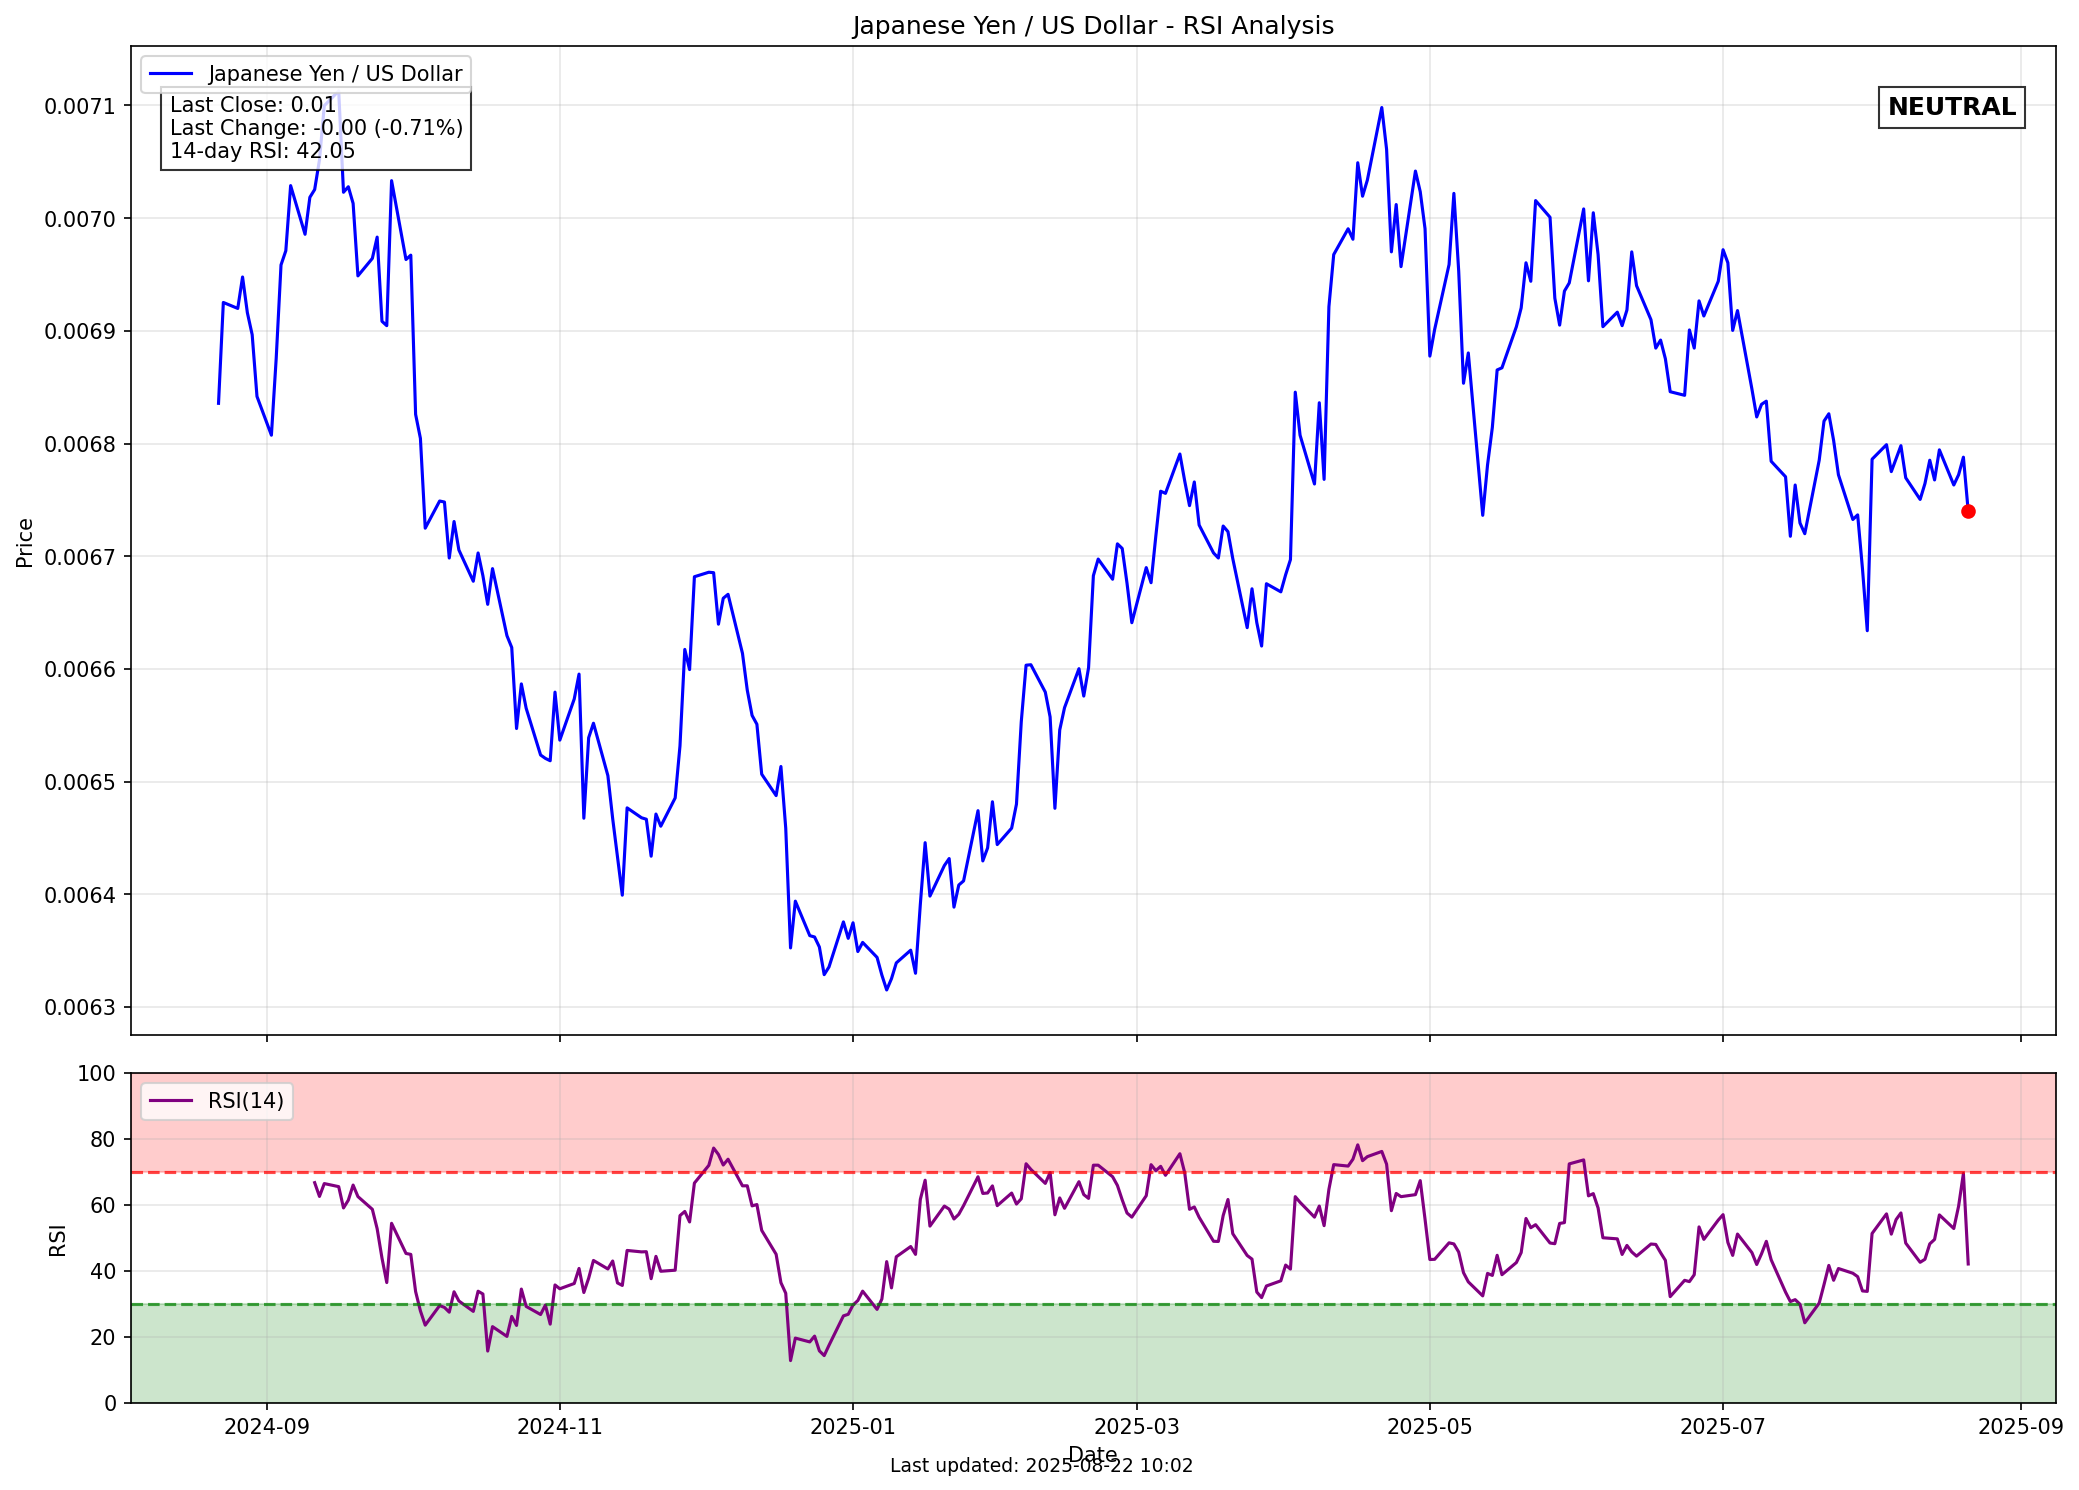 Japanese Yen / US Dollar - RSI Analysis
Japanese Yen / US Dollar
Last Close: 0.01
Last Change: -0.00 (-0.71%)
14-day RSI: 42.05
NEUTRAL
Price
0.0071
0.0070
0.0069
0.0068
0.0067
0.0066
0.0065
0.0064
0.0063
RSI(14)
RSI
100
80
60
40
20
0
2024-09
2024-11
2025-01
2025-03
2025-05
2025-07
2025-09
Date
Last updated: 2025-08-22 10:02